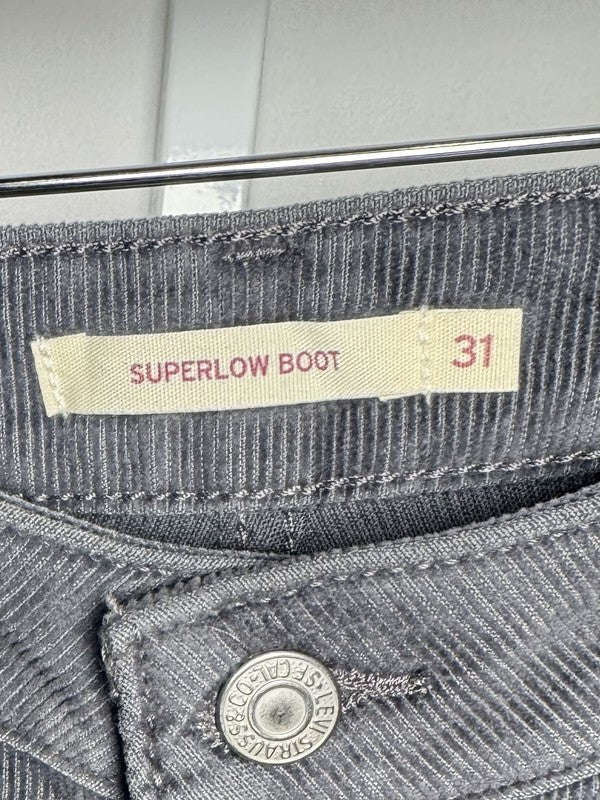 SUPERLOW BOOT 31
LEVI STRAUSS & CO S.F. CAL